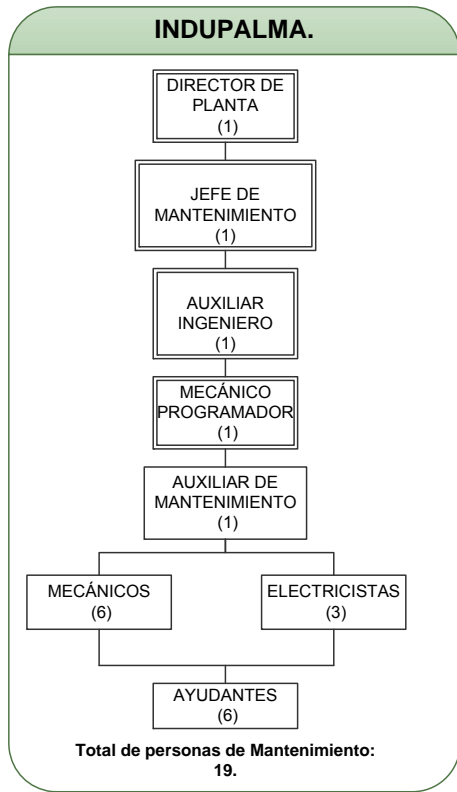 INDUPALMA.
DIRECTOR DE
PLANTA
(1)
JEFE DE
MANTENIMIENTO
(1)
AUXILIAR
INGENIERO
(1)
MECÁNICO
PROGRAMADOR
(1)
AUXILIAR DE
MANTENIMIENTO
(1)
MECÁNICOS
(6)
ELECTRICISTAS
(3)
AYUDANTES
(6)
Total de personas de Mantenimiento:
19.